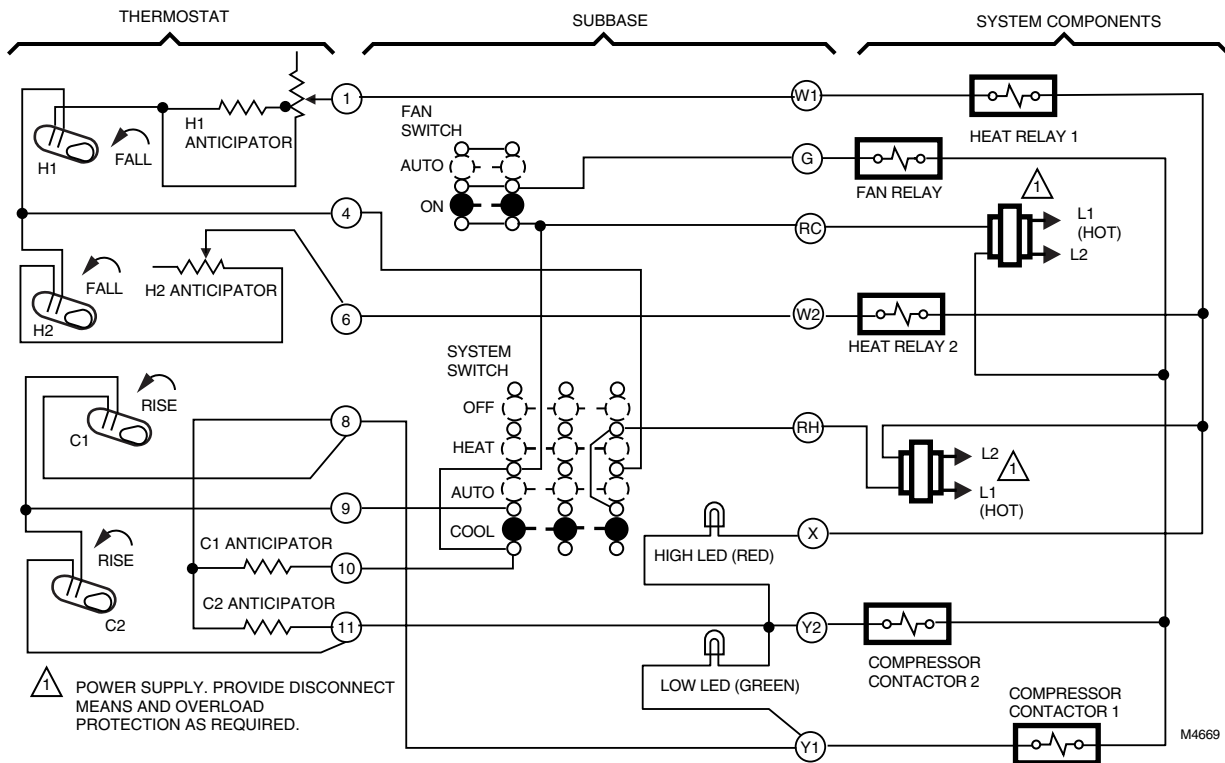 THERMOSTAT
SUBBASE
SYSTEM COMPONENTS
1
W1
H1
ANTICIPATOR
FAN
SWITCH
HEAT RELAY 1
H1
FALL
AUTO
G
FAN RELAY
1
ON
4
RC
L1
(HOT)
L2
FALL
H2 ANTICIPATOR
H2
6
W2
HEAT RELAY 2
SYSTEM
SWITCH
RISE
OFF
C1
8
HEAT
RH
L2
1
AUTO
L1
(HOT)
9
COOL
HIGH LED (RED)
X
RISE
C1 ANTICIPATOR
10
C2 ANTICIPATOR
C2
11
Y2
COMPRESSOR
CONTACTOR 2
LOW LED (GREEN)
1
POWER SUPPLY. PROVIDE DISCONNECT
MEANS AND OVERLOAD
PROTECTION AS REQUIRED.
COMPRESSOR
CONTACTOR 1
Y1
M4669